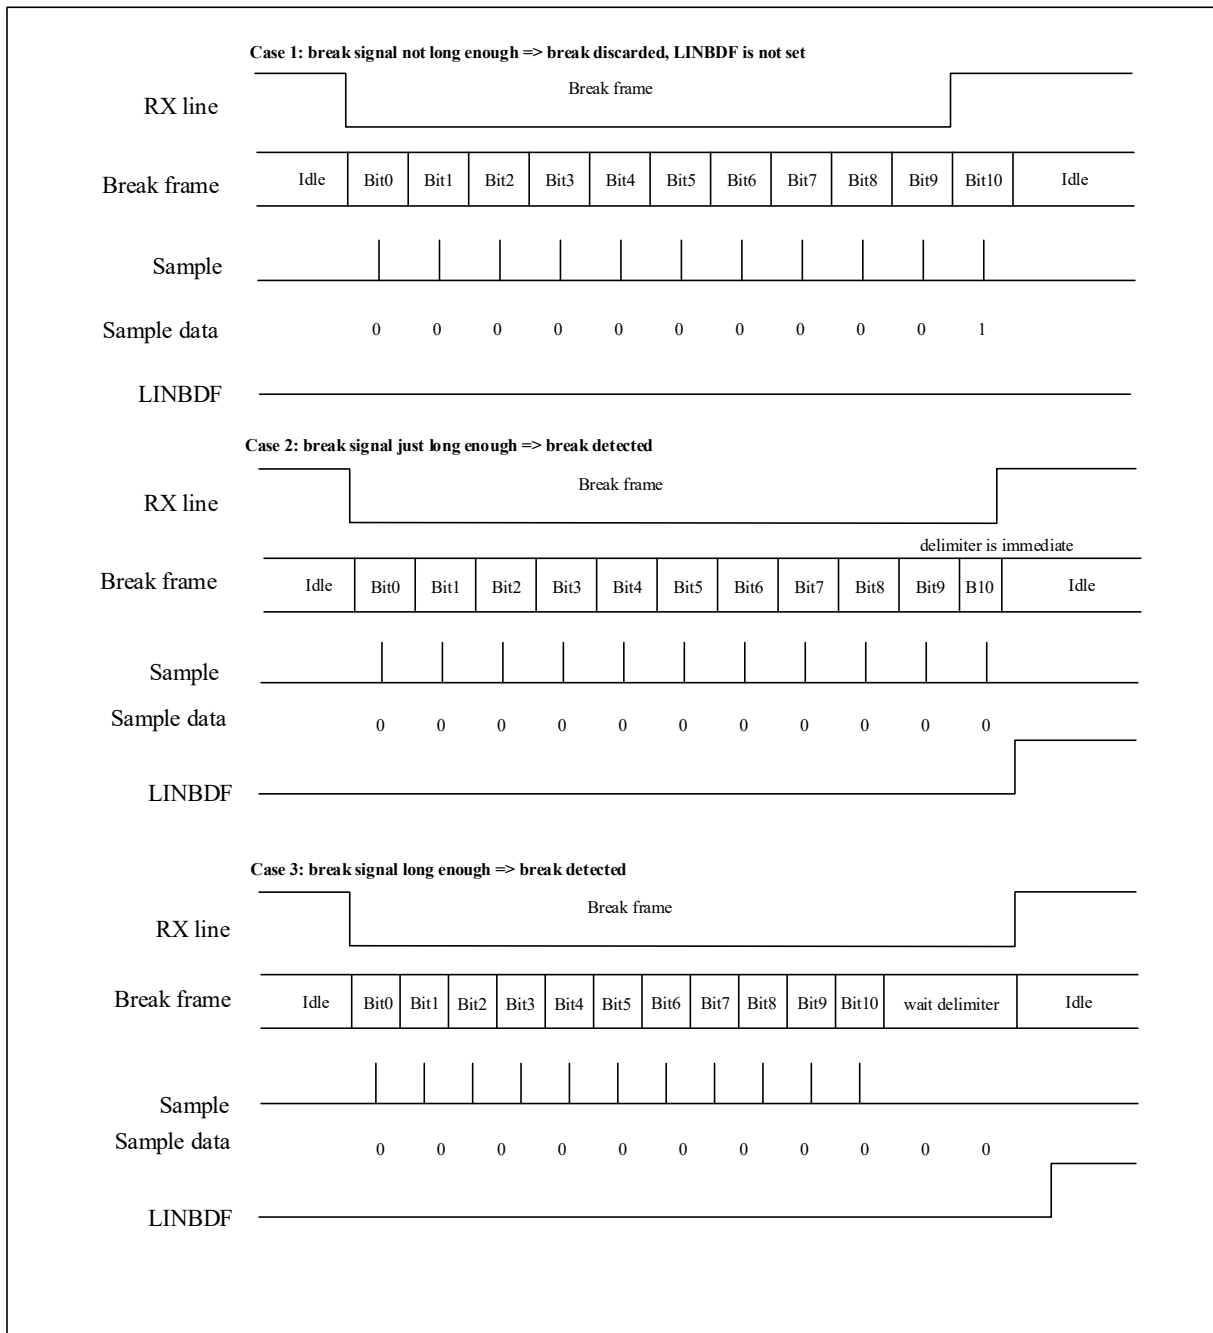 Case 1: break signal not long enough => break discarded, LINBDF is not set
RX line
Break frame
Break frame
Idle Bit0 Bit1 Bit2 Bit3 Bit4 Bit5 Bit6 Bit7 Bit8 Bit9 Bit10 Idle
Sample
Sample data
0 0 0 0 0 0 0 0 0 0 1
LINBDF
Case 2: break signal just long enough => break detected
RX line
Break frame
delimiter is immediate
Break frame
Idle Bit0 Bit1 Bit2 Bit3 Bit4 Bit5 Bit6 Bit7 Bit8 Bit9 B10 Idle
Sample
Sample data
0 0 0 0 0 0 0 0 0 0 0
LINBDF
Case 3: break signal long enough => break detected
RX line
Break frame
Break frame
Idle Bit0 Bit1 Bit2 Bit3 Bit4 Bit5 Bit6 Bit7 Bit8 Bit9 Bit10 wait delimiter Idle
Sample
Sample data
0 0 0 0 0 0 0 0 0 0 0
LINBDF